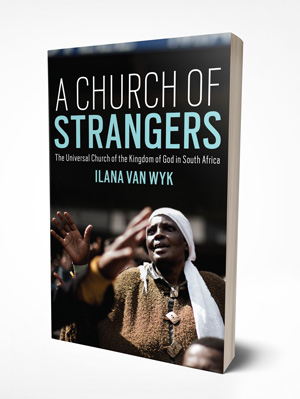 A CHURCH OF
STRANGERS
The Universal Church of the Kingdom of God in South Africa
ILANA VAN WYK